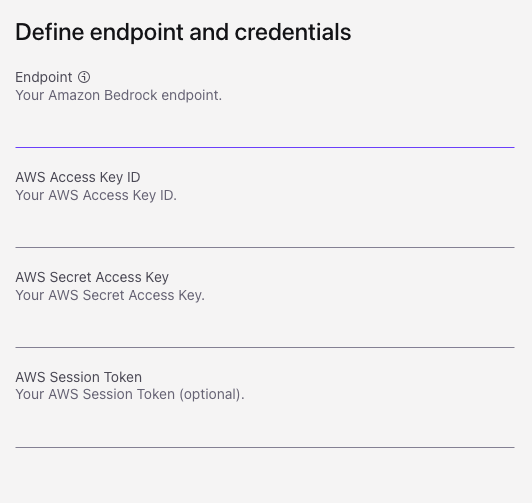 Define endpoint and credentials
Endpoint
Your Amazon Bedrock endpoint.
AWS Access Key ID
Your AWS Access Key ID.
AWS Secret Access Key
Your AWS Secret Access Key.
AWS Session Token
Your AWS Session Token (optional).